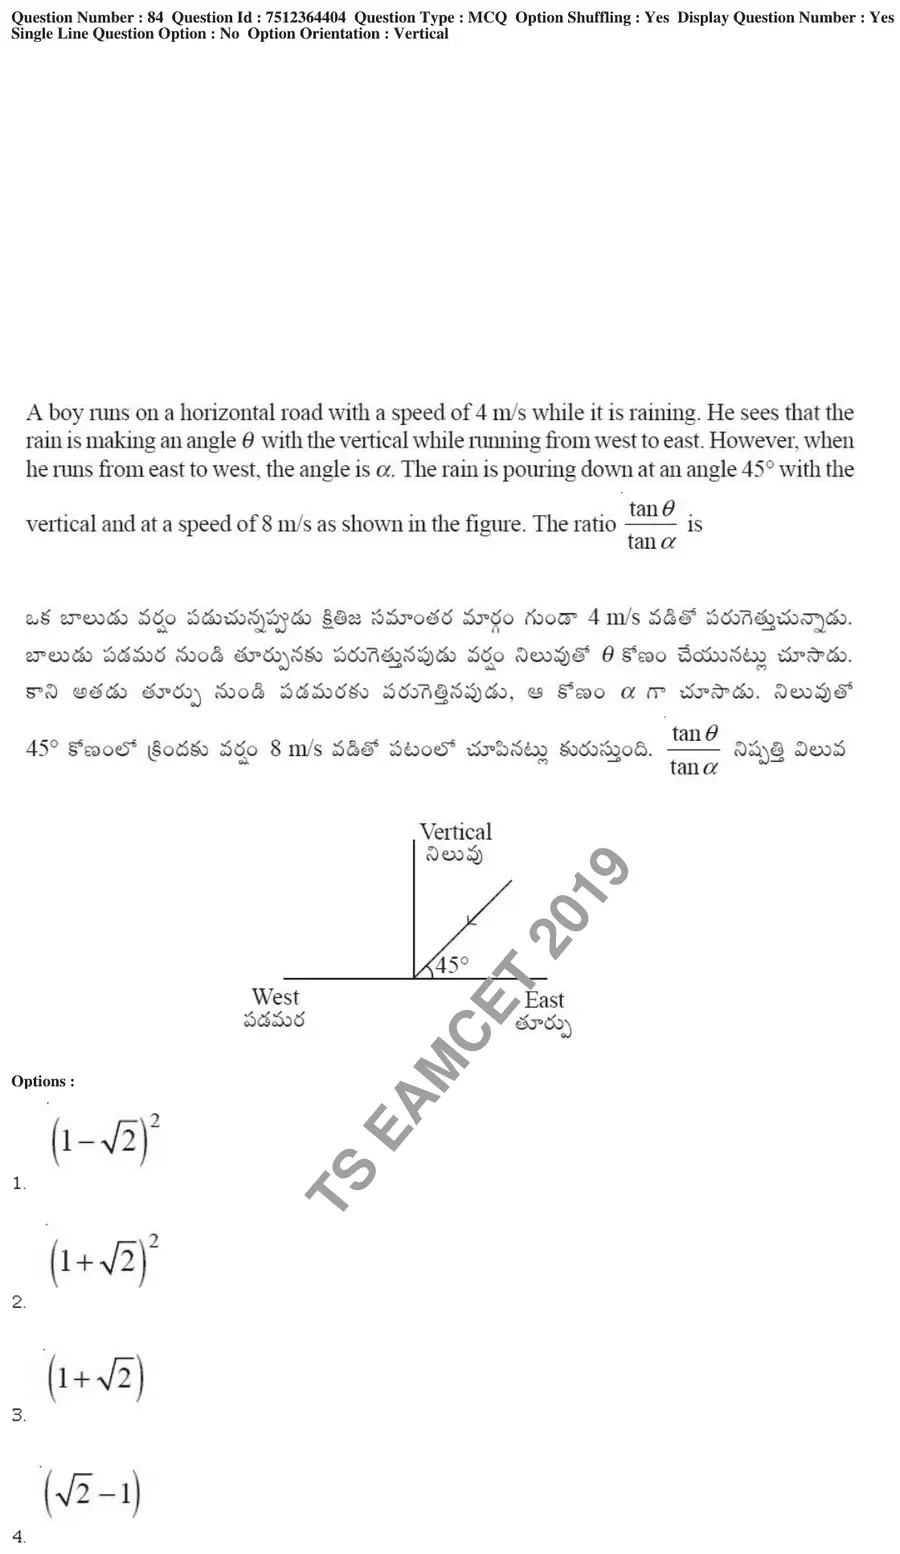 Question Number : 84 Question Id : 7512364404 Question Type : MCQ Option Shuffling : Yes Display Question Number : Yes
Single Line Question Option : No Option Orientation : Vertical
A boy runs on a horizontal road with a speed of 4 m/s while it is raining. He sees that the
rain is making an angle θ with the vertical while running from west to east. However, when
he runs from east to west, the angle is α. The rain is pouring down at an angle 45° with the
vertical and at a speed of 8 m/s as shown in the figure. The ratio tan θ / tan α is
ఒక బాలుడు వర్షం పడుచున్నప్పుడు క్షితిజ సమాంతర మార్గం గుండా 4 m/s వడితో పరుగెత్తుచున్నాడు.
బాలుడు పడమర నుండి తూర్పునకు పరుగెత్తునపుడు వర్షం నిలువుతో θ కోణం చేయునట్లు చూసాడు.
కాని అతడు తూర్పు నుండి పడమరకు పరుగెత్తినపుడు, ఆ కోణం α గా చూసాడు. నిలువుతో
45° కోణంలో క్రిందకు వర్షం 8 m/s వడితో పటంలో చూపినట్లు కురుస్తుంది. tan θ / tan α నిష్పత్తి విలువ
Vertical
నిలువు
45°
West
పడమర
East
తూర్పు
TS EAMCET 2019
Options :
1. (1−√2)²
2. (1+√2)²
3. (1+√2)
4. (√2−1)